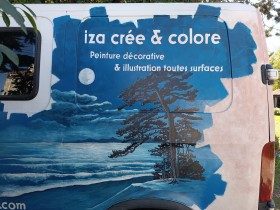 iza crée & colore
Peinture décorative
& illustration toutes surfaces
.com